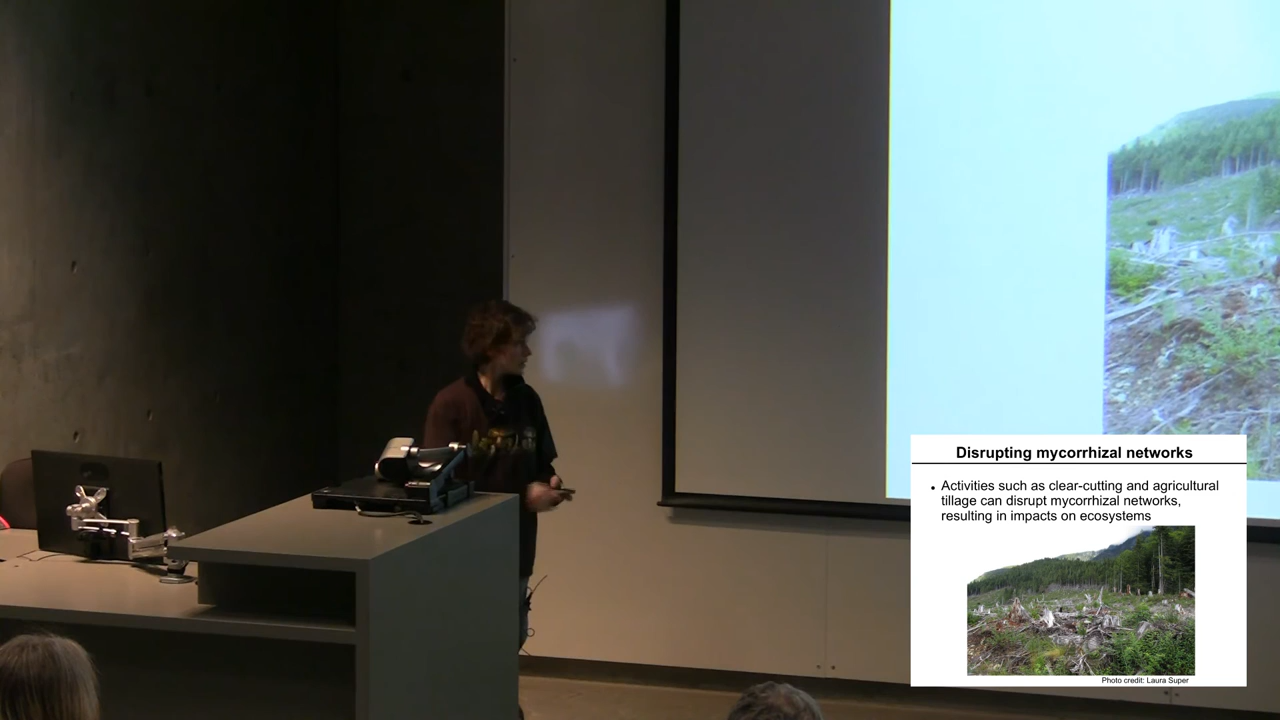 Disrupting mycorrhizal networks
• Activities such as clear-cutting and agricultural
tillage can disrupt mycorrhizal networks,
resulting in impacts on ecosystems
Photo credit: Laura Super